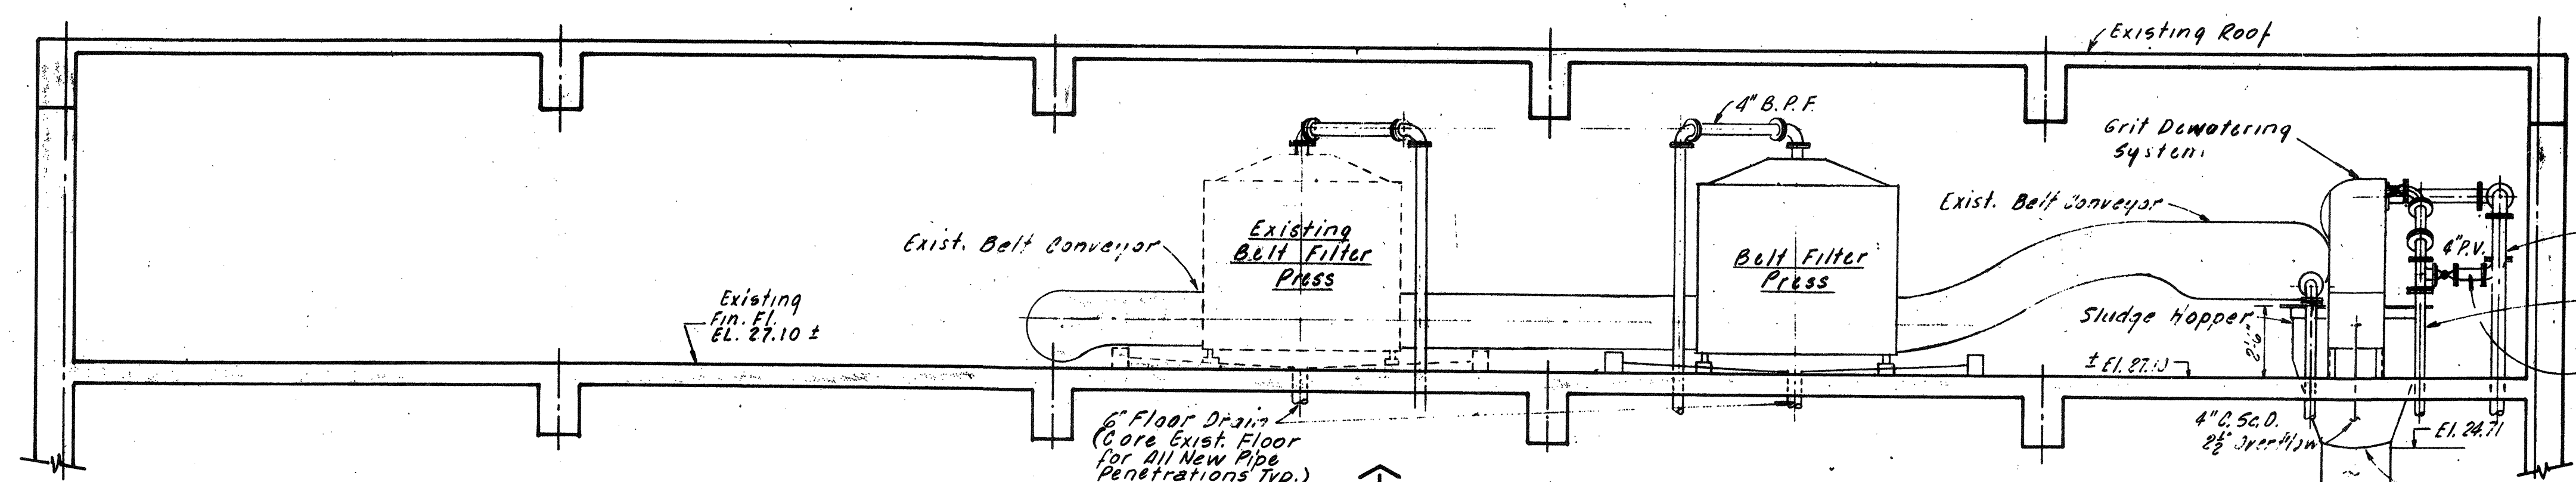 Existing Roof
4" B.P.F.
Grit Dewatering
System
Exist. Belt Conveyor
Exist. Belt Conveyor
Existing
Belt Filter
Press
Belt Filter
Press
4" P.V.
Existing
Fin. Fl.
EL. 27.10 ±
Sludge Hopper
2'-6"
± El. 27.10
6" Floor Drain
(Core Exist. Floor
for All New Pipe
Penetrations Typ.)
4" C. Sc. D.
2½" Overflow
El. 24.71